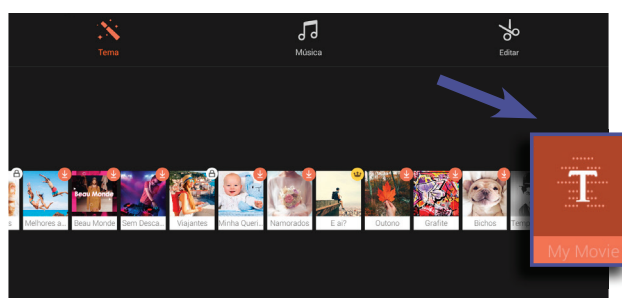 Tema
Música
Editar
Beau Monde
s
Melhores a...
Beau Monde
Sem Desca...
Viajantes
Minha Queri...
Namorados
E aí?
Outono
Grafite
Bichos
T
My Movie